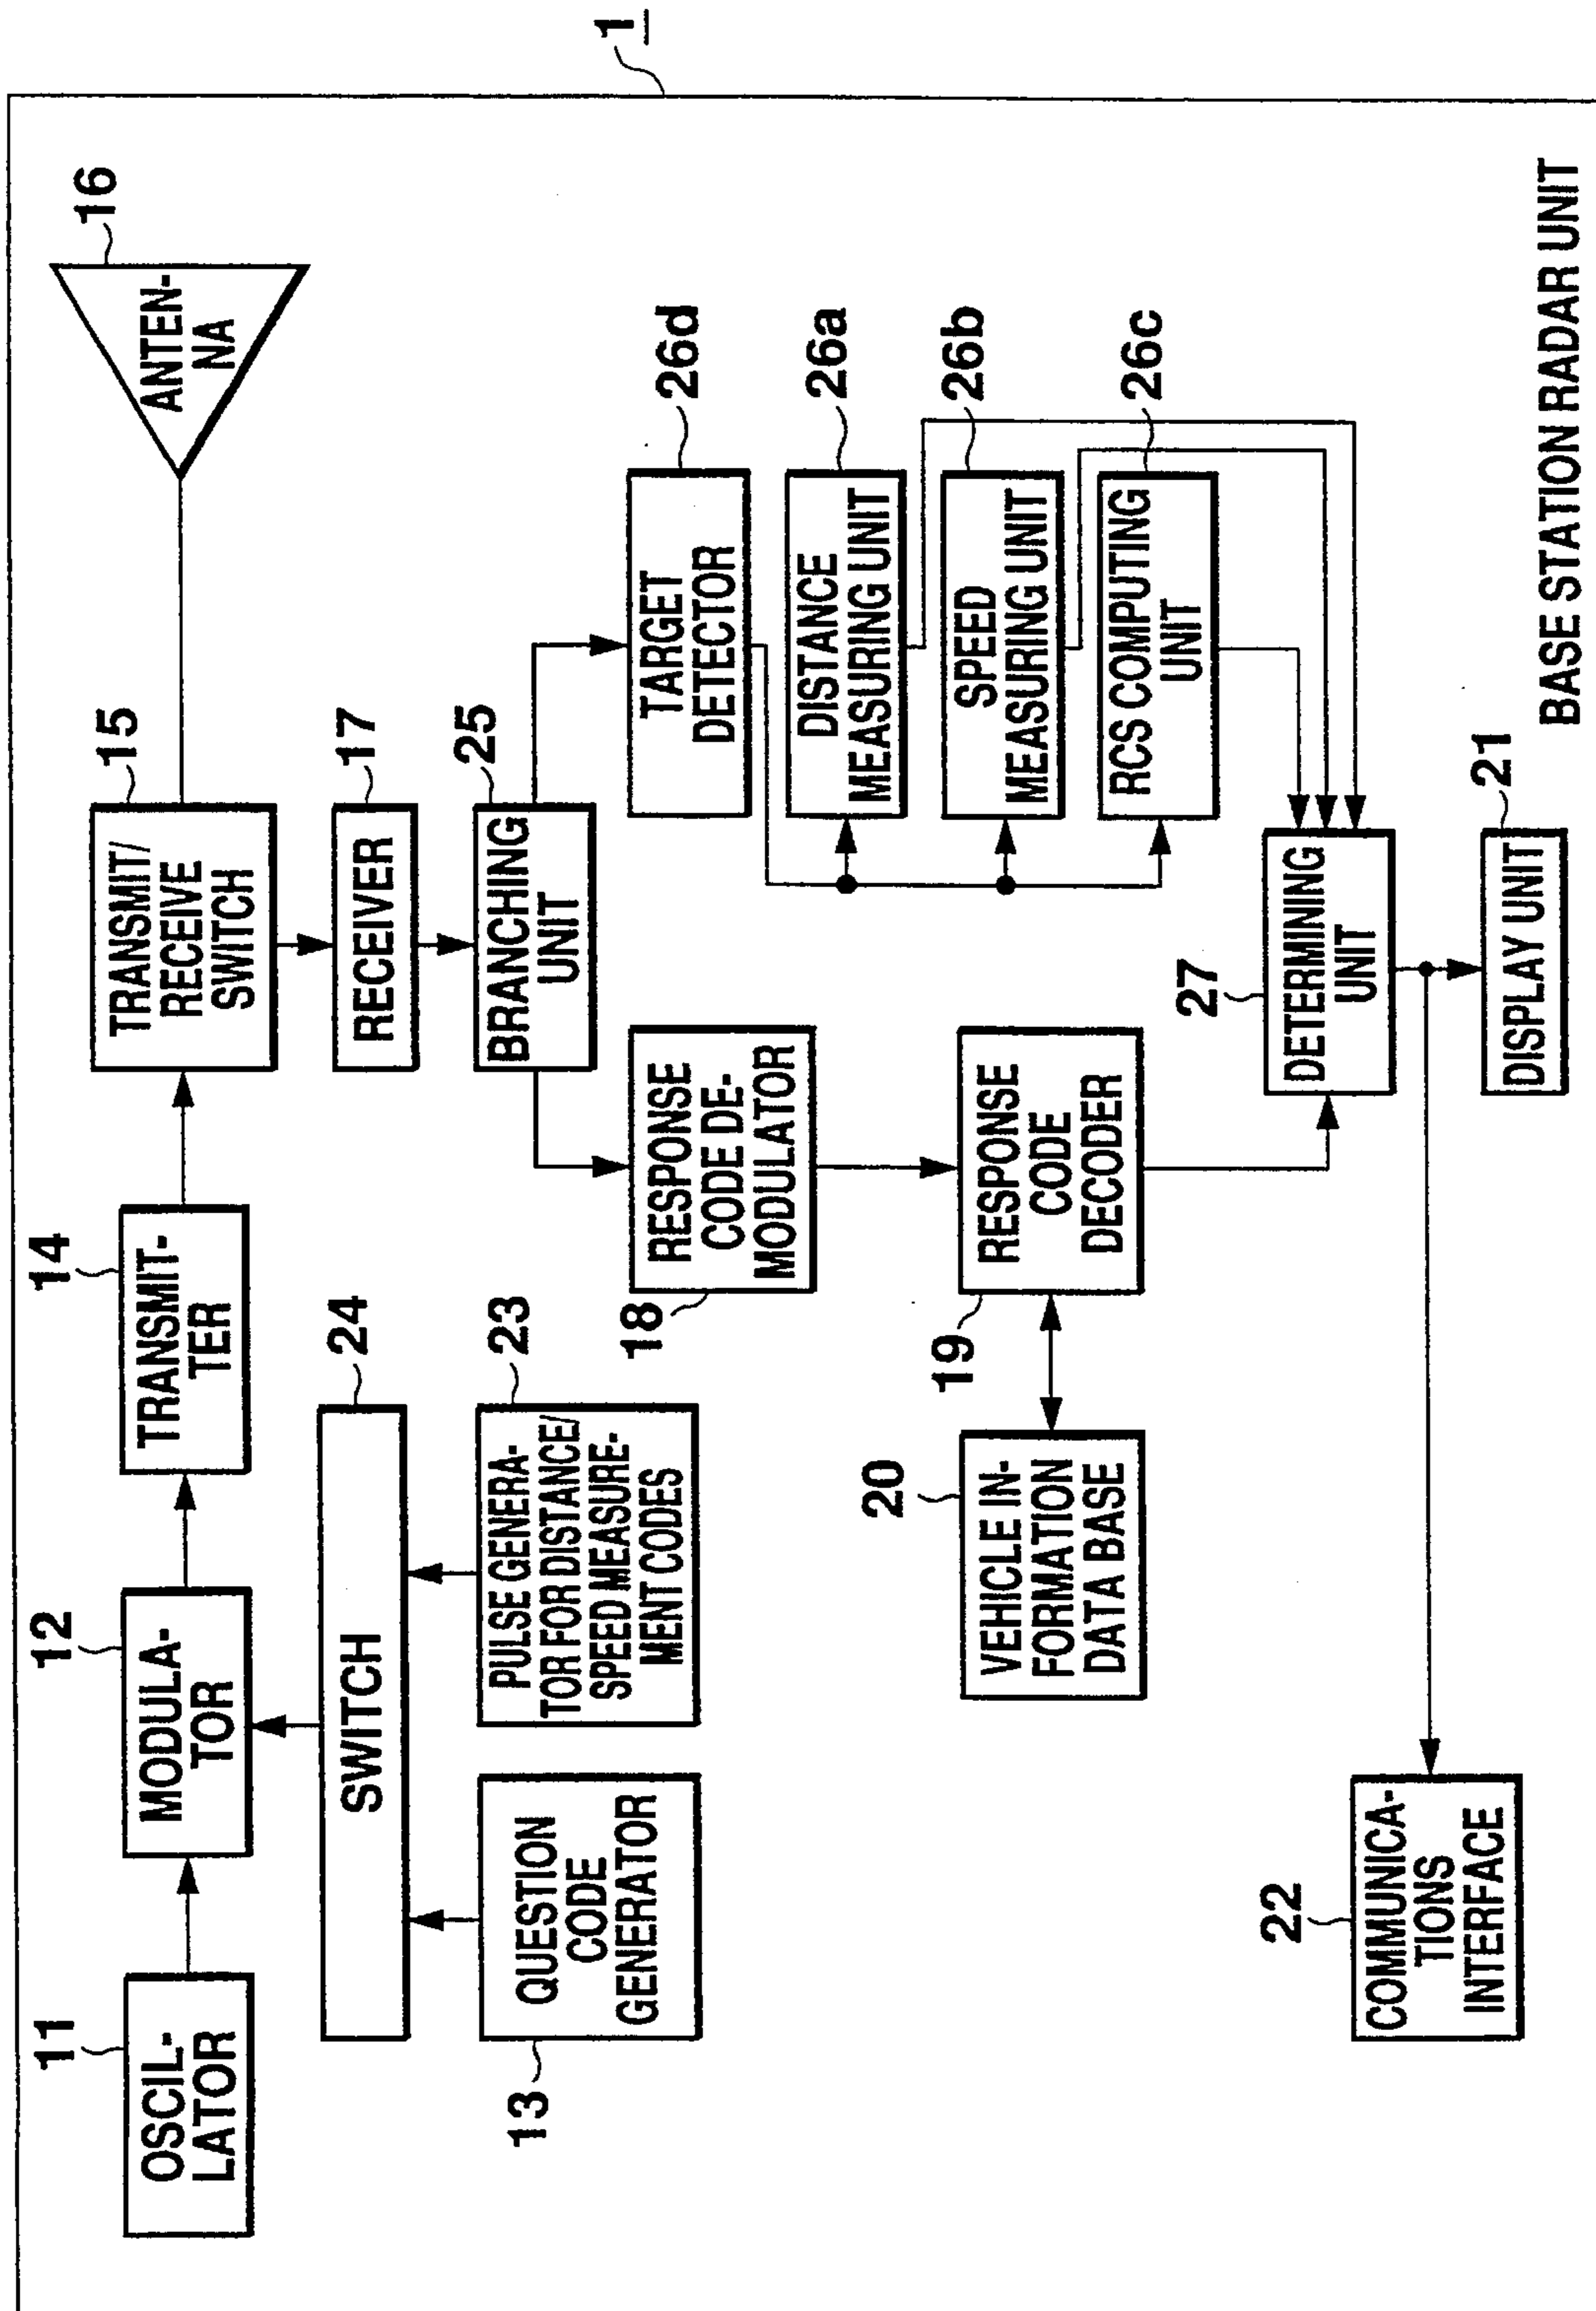 1
16
ANTEN-
NA
15
TRANSMIT/
RECEIVE
SWITCH
14
TRANSMIT-
TER
12
MODULA-
TOR
11
OSCIL-
LATOR
17
RECEIVER
24
SWITCH
25
BRANCHING
UNIT
23
PULSE GENERA-
TOR FOR DISTANCE/
SPEED MEASURE-
MENT CODES
13
QUESTION
CODE
GENERATOR
26d
TARGET
DETECTOR
18
RESPONSE
CODE DE-
MODULATOR
26a
DISTANCE
MEASURING UNIT
26b
SPEED
MEASURING UNIT
26c
RCS COMPUTING
UNIT
19
RESPONSE
CODE
DECODER
20
VEHICLE IN-
FORMATION
DATA BASE
27
DETERMINING
UNIT
21
DISPLAY UNIT
22
COMMUNICA-
TIONS
INTERFACE
BASE STATION RADAR UNIT